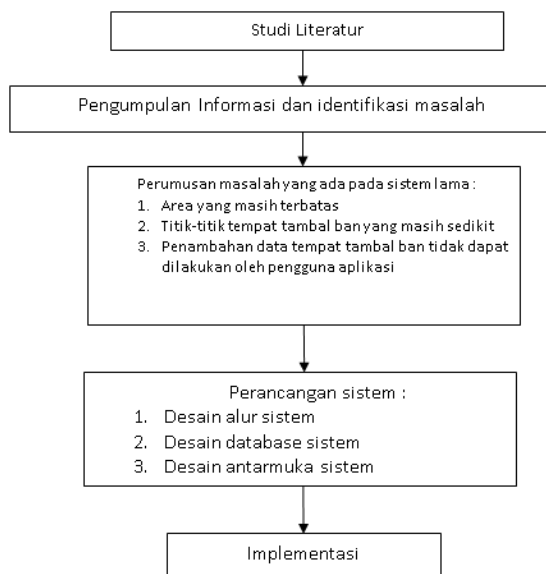 Studi Literatur
Pengumpulan Informasi dan identifikasi masalah
Perumusan masalah yang ada pada sistem lama :
1. Area yang masih terbatas
2. Titik-titik tempat tambal ban yang masih sedikit
3. Penambahan data tempat tambal ban tidak dapat
dilakukan oleh pengguna aplikasi
Perancangan sistem :
1. Desain alur sistem
2. Desain database sistem
3. Desain antarmuka sistem
Implementasi